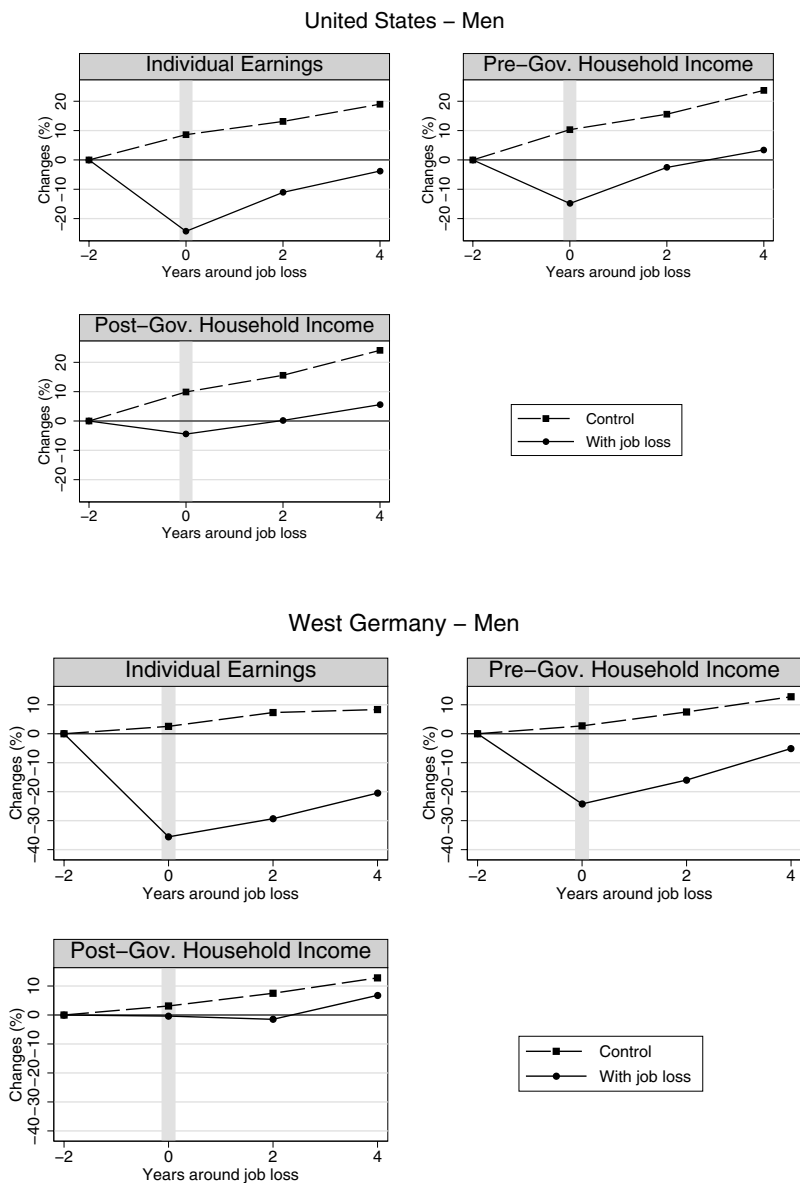 United States – Men
Individual Earnings
Changes (%)
20
10
0
−10
−20
−2 0 2 4
Years around job loss
Pre−Gov. Household Income
Changes (%)
20
10
0
−10
−20
−2 0 2 4
Years around job loss
Post−Gov. Household Income
Changes (%)
20
10
0
−10
−20
−2 0 2 4
Years around job loss
Control
With job loss
West Germany – Men
Individual Earnings
Changes (%)
10
0
−10
−20
−30
−40
−2 0 2 4
Years around job loss
Pre−Gov. Household Income
Changes (%)
10
0
−10
−20
−30
−40
−2 0 2 4
Years around job loss
Post−Gov. Household Income
Changes (%)
10
0
−10
−20
−30
−40
−2 0 2 4
Years around job loss
Control
With job loss